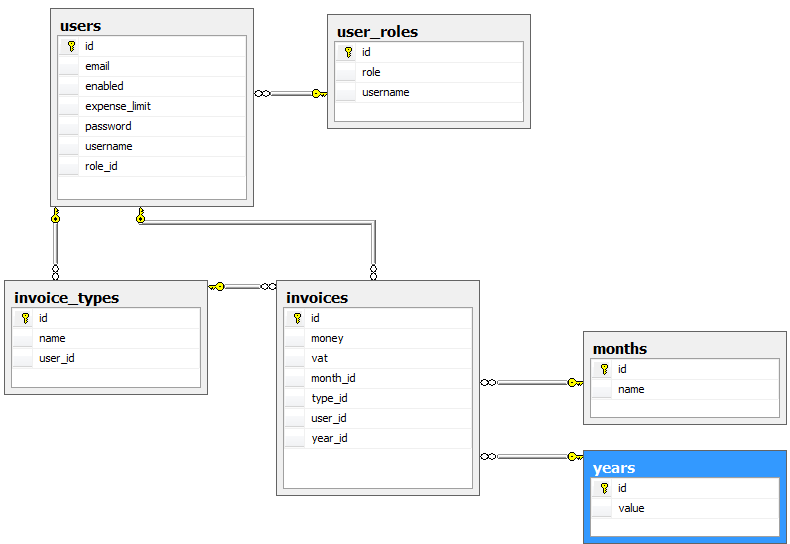 users
id
email
enabled
expense_limit
password
username
role_id
user_roles
id
role
username
invoice_types
id
name
user_id
invoices
id
money
vat
month_id
type_id
user_id
year_id
months
id
name
years
id
value